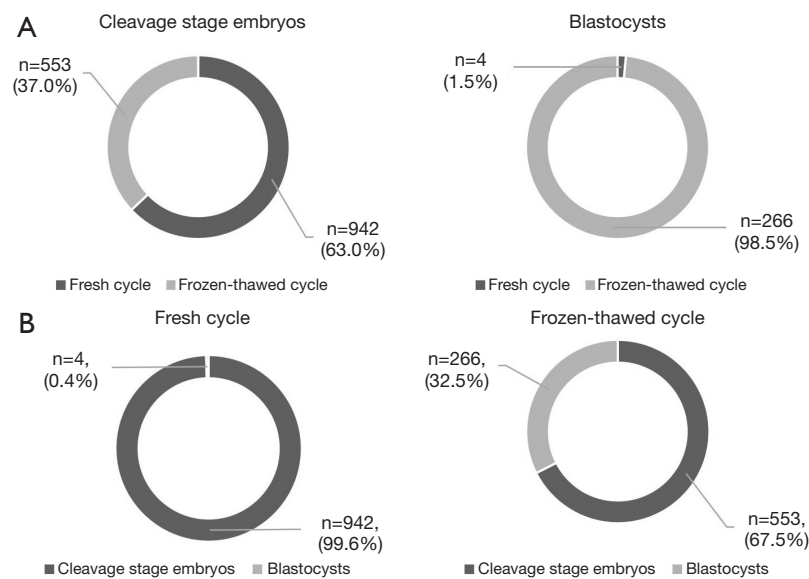 A
Cleavage stage embryos
n=553
(37.0%)
n=942
(63.0%)
Fresh cycle Frozen-thawed cycle
Blastocysts
n=4
(1.5%)
n=266
(98.5%)
Fresh cycle Frozen-thawed cycle
B
Fresh cycle
n=4,
(0.4%)
n=942,
(99.6%)
Cleavage stage embryos Blastocysts
Frozen-thawed cycle
n=266,
(32.5%)
n=553,
(67.5%)
Cleavage stage embryos Blastocysts